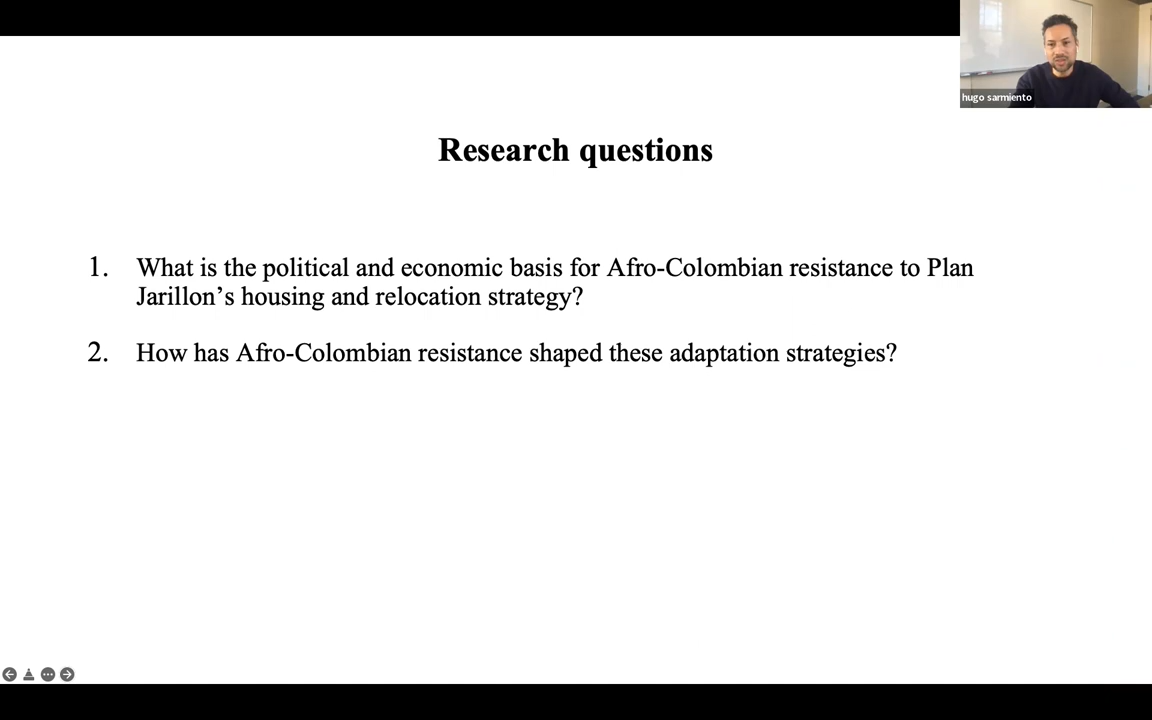 hugo sarmiento
Research questions
1. What is the political and economic basis for Afro-Colombian resistance to Plan
Jarillon’s housing and relocation strategy?
2. How has Afro-Colombian resistance shaped these adaptation strategies?